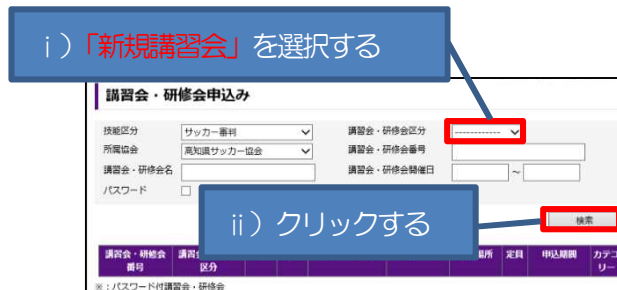 ⅰ)「新規講習会」を選択する
講習会・研修会申込み
技能区分 サッカー審判 講習会・研修会区分 ------------
所属協会 高知県サッカー協会 講習会・研修会番号
講習会・研修会名 講習会・研修会開催日 ～
パスワード
ⅱ)クリックする
検索
講習会・研修会番号 講習 区分 場所 定員 申込期間 カテゴリー
※:パスワード付講習会・研修会